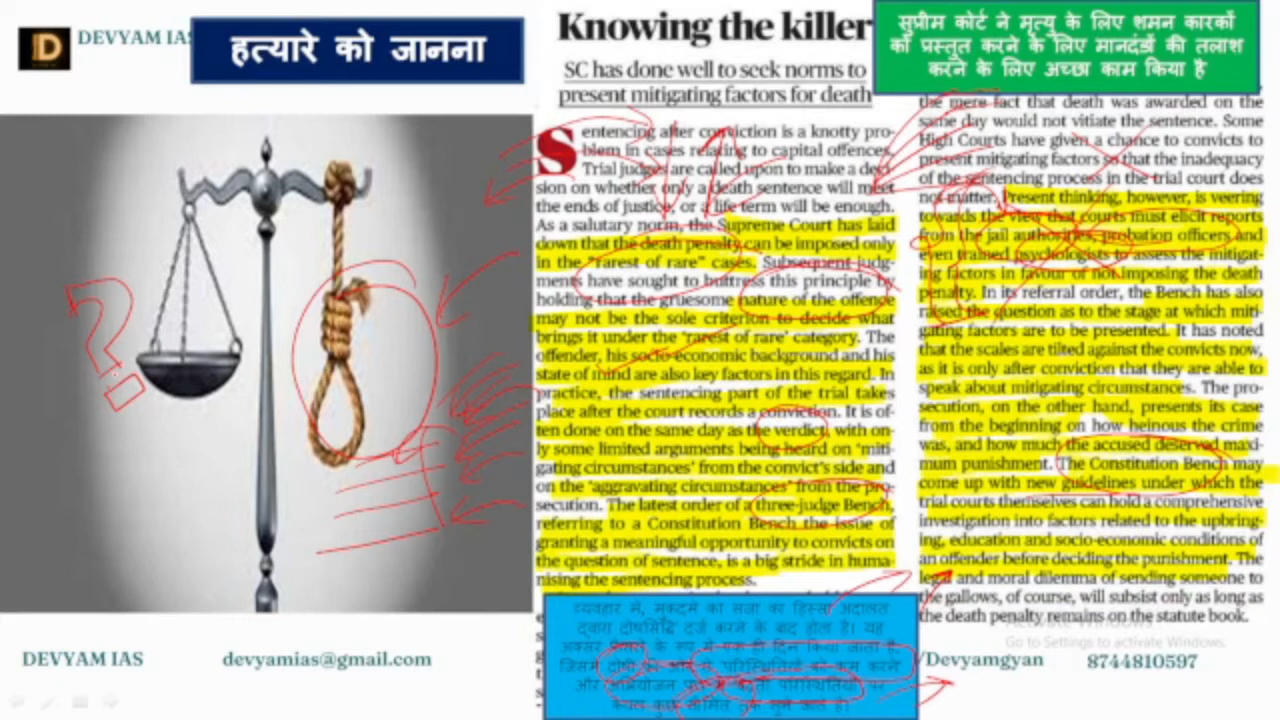 DEVYAM IAS
हत्यारे को जानना
Knowing the killer
SC has done well to seek norms to
present mitigating factors for death
सुप्रीम कोर्ट ने मृत्यु के लिए शमन कारकों
को प्रस्तुत करने के लिए मानदंडों की तलाश
करने के लिए अच्छा काम किया है
Sentencing after conviction is a knotty pro-
blem in cases relating to capital offences.
Trial judges are called upon to make a deci-
sion on whether only a death sentence will meet
the ends of justice, or a life term will be enough.
As a salutary norm, the Supreme Court has laid
down that the death penalty can be imposed only
in the "rarest of rare" cases. Subsequent judg-
ments have sought to buttress this principle by
holding that the gruesome nature of the offence
may not be the sole criterion to decide what
brings it under the 'rarest of rare' category. The
offender, his socio-economic background and his
state of mind are also key factors in this regard. In
practice, the sentencing part of the trial takes
place after the court records a conviction. It is of-
ten done on the same day as the verdict, with on-
ly some limited arguments being heard on 'miti-
gating circumstances' from the convict's side and
on the 'aggravating circumstances' from the pro-
secution. The latest order of a three-judge Bench,
referring to a Constitution Bench the issue of
granting a meaningful opportunity to convicts on
the question of sentence, is a big stride in huma-
nising the sentencing process.
the mere fact that death was awarded on the
same day would not vitiate the sentence. Some
High Courts have given a chance to convicts to
present mitigating factors so that the inadequacy
of the sentencing process in the trial court does
not matter. Present thinking, however, is veering
towards the view that courts must elicit reports
from the jail authorities, probation officers and
even trained psychologists to assess the mitigat-
ing factors in favour of not imposing the death
penalty. In its referral order, the Bench has also
raised the question as to the stage at which miti-
gating factors are to be presented. It has noted
that the scales are tilted against the convicts now,
as it is only after conviction that they are able to
speak about mitigating circumstances. The pro-
secution, on the other hand, presents its case
from the beginning on how heinous the crime
was, and how much the accused deserved maxi-
mum punishment. The Constitution Bench may
come up with new guidelines under which the
trial courts themselves can hold a comprehensive
investigation into factors related to the upbring-
ing, education and socio-economic conditions of
an offender before deciding the punishment. The
legal and moral dilemma of sending someone to
the gallows, of course, will subsist only as long as
the death penalty remains on the statute book.
व्यवहार में, मुकदमे की सजा का हिस्सा अदालत
द्वारा दोषसिद्धि दर्ज करने के बाद होता है। यह
अक्सर के रूप में एक ही दिन किया जाता है
परिस्थितियों को कम करने
और अभियोजन परिस्थितियों पर
केवल कुछ सीमित तर्क सुने जाते हैं।
Activate Windows
Go to Settings to activate Windows.
DEVYAM IAS
devyamias@gmail.com
/Devyamgyan
8744810597